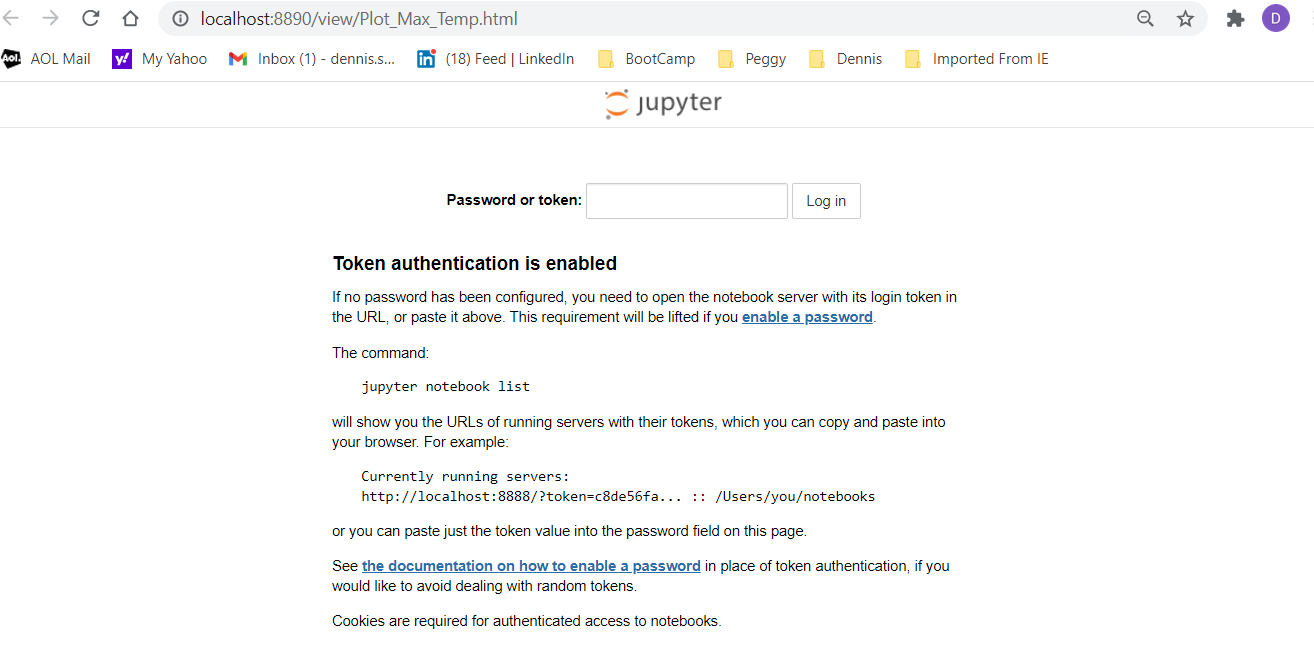 localhost:8890/view/Plot_Max_Temp.html
D
Aol. AOL Mail y! My Yahoo Inbox (1) - dennis.s... in (18) Feed | LinkedIn BootCamp Peggy Dennis Imported From IE
jupyter
Password or token: Log in
Token authentication is enabled
If no password has been configured, you need to open the notebook server with its login token in
the URL, or paste it above. This requirement will be lifted if you enable a password.
The command:
jupyter notebook list
will show you the URLs of running servers with their tokens, which you can copy and paste into
your browser. For example:
Currently running servers:
http://localhost:8888/?token=c8de56fa... :: /Users/you/notebooks
or you can paste just the token value into the password field on this page.
See the documentation on how to enable a password in place of token authentication, if you
would like to avoid dealing with random tokens.
Cookies are required for authenticated access to notebooks.